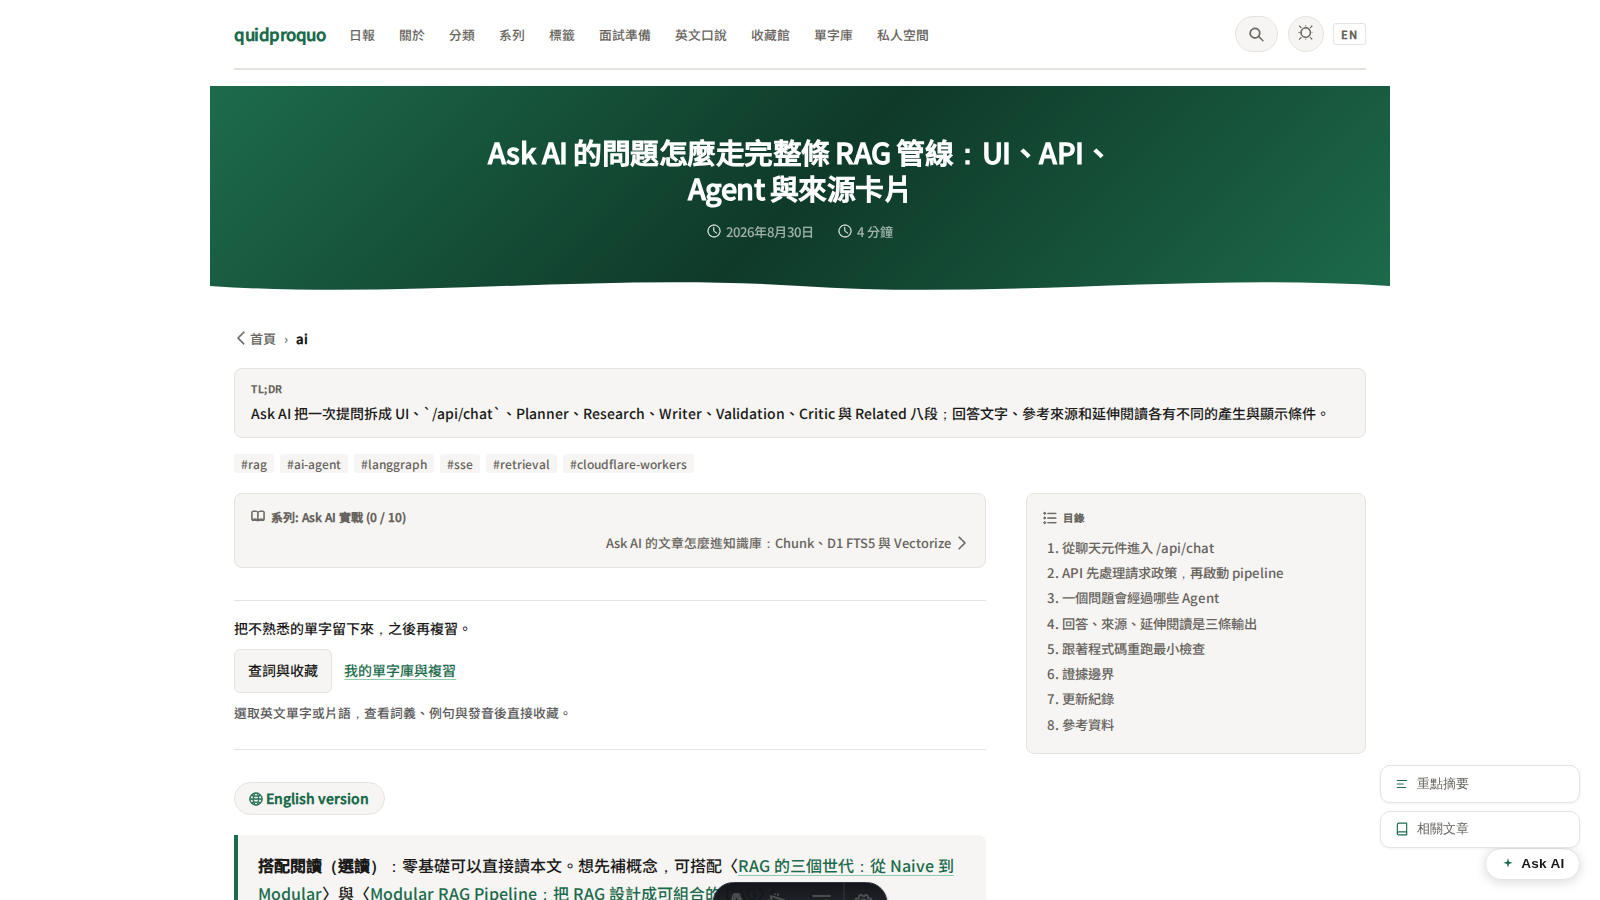 quidproquo
日報
關於
分類
系列
標籤
面試準備
英文口說
收藏館
單字庫
私人空間
EN
Ask AI 的問題怎麼走完整條 RAG 管線：UI、API、
Agent 與來源卡片
2026年8月30日
4 分鐘
首頁 › ai
TL;DR
Ask AI 把一次提問拆成 UI、`/api/chat`、Planner、Research、Writer、Validation、Critic 與 Related 八段；回答文字、參考來源和延伸閱讀各有不同的產生與顯示條件。
#rag
#ai-agent
#langgraph
#sse
#retrieval
#cloudflare-workers
系列: Ask AI 實戰 (0 / 10)
Ask AI 的文章怎麼進知識庫：Chunk、D1 FTS5 與 Vectorize
目錄
1. 從聊天元件進入 /api/chat
2. API 先處理請求政策，再啟動 pipeline
3. 一個問題會經過哪些 Agent
4. 回答、來源、延伸閱讀是三條輸出
5. 跟著程式碼重跑最小檢查
6. 證據邊界
7. 更新紀錄
8. 參考資料
把不熟悉的單字留下來，之後再複習。
查詞與收藏
我的單字庫與複習
選取英文單字或片語，查看詞義、例句與發音後直接收藏。
English version
搭配閱讀（選讀）：零基礎可以直接讀本文。想先補概念，可搭配〈RAG 的三個世代：從 Naive 到
Modular〉與〈Modular RAG Pipeline：把 RAG 設計成可組合的
重點摘要
相關文章
Ask AI